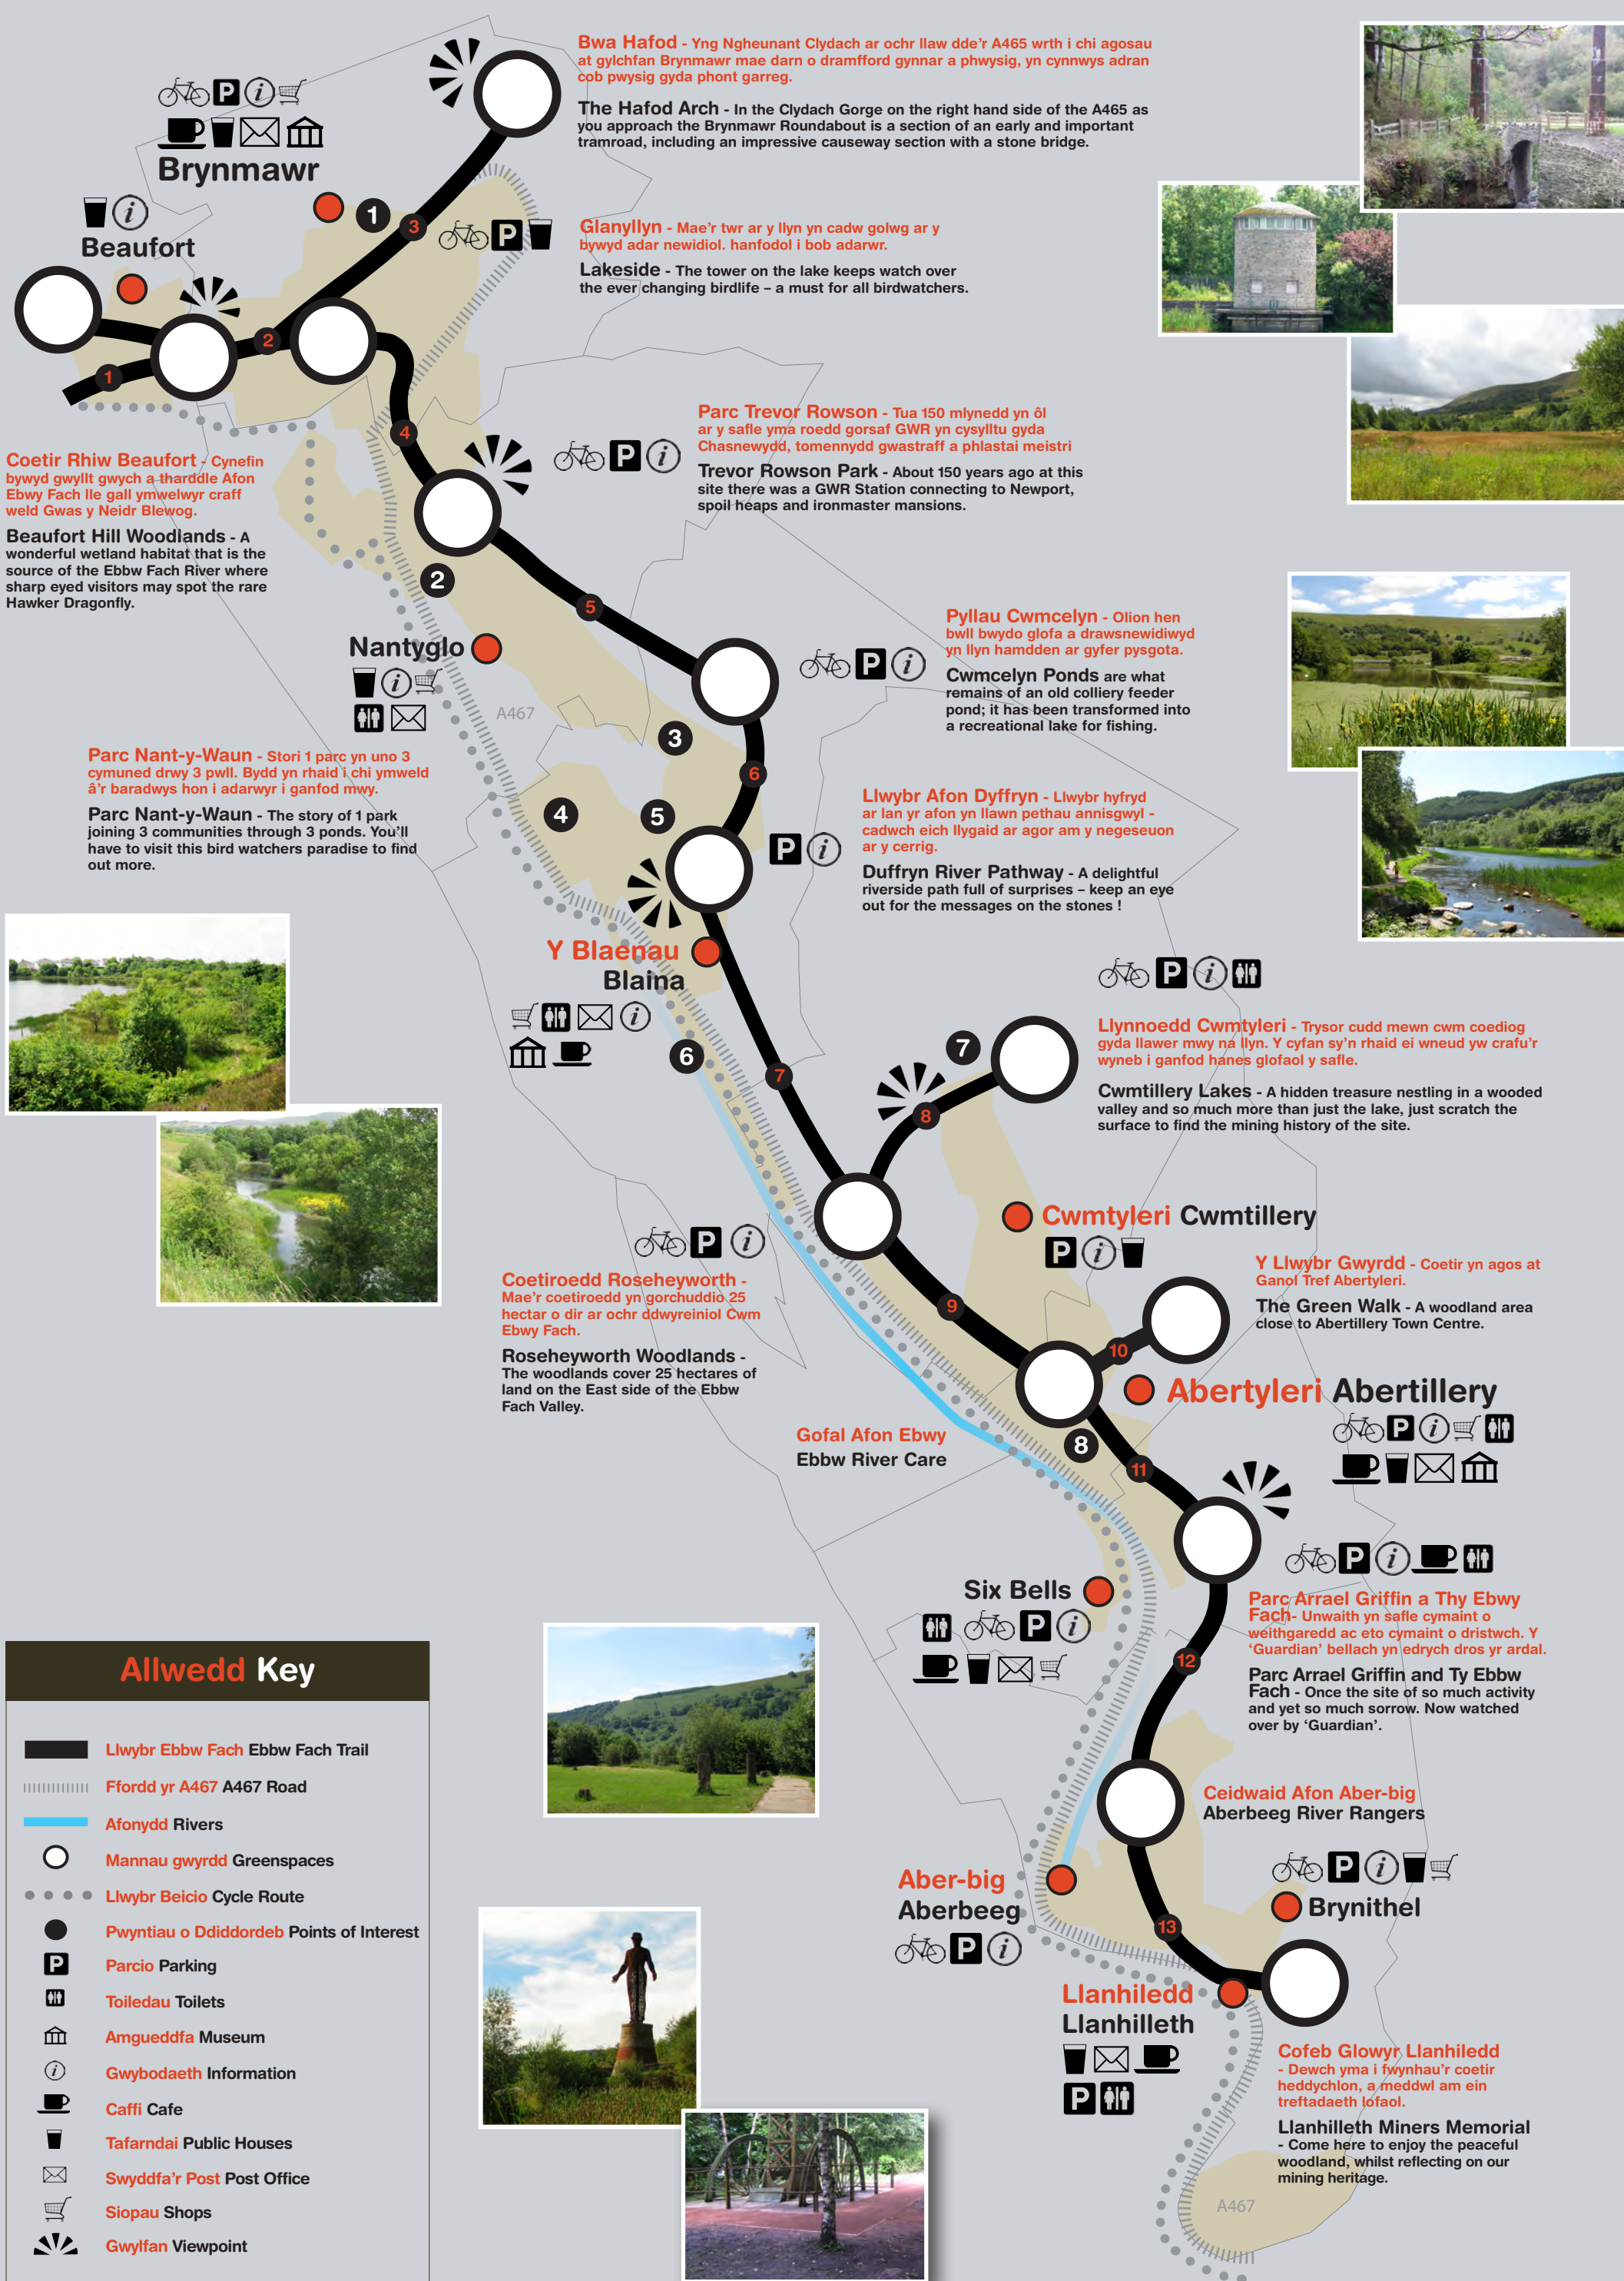 Bwa Hafod - Yng Ngheunant Clydach ar ochr llaw dde’r A465 wrth i chi agosau
at gylchfan Brynmawr mae darn o dramfford gynnar a phwysig, yn cynnwys adran
cob pwysig gyda phont garreg.
The Hafod Arch - In the Clydach Gorge on the right hand side of the A465 as
you approach the Brynmawr Roundabout is a section of an early and important
tramroad, including an impressive causeway section with a stone bridge.
P i
Brynmawr
i
Beaufort
1
3
P
Glanyllyn - Mae’r twr ar y llyn yn cadw golwg ar y
bywyd adar newidiol. hanfodol i bob adarwr.
Lakeside - The tower on the lake keeps watch over
the ever changing birdlife – a must for all birdwatchers.
2
1
4
Parc Trevor Rowson - Tua 150 mlynedd yn ôl
ar y safle yma roedd gorsaf GWR yn cysylltu gyda
Chasnewydd, tomennydd gwastraff a phlastai meistri
Trevor Rowson Park - About 150 years ago at this
site there was a GWR Station connecting to Newport,
spoil heaps and ironmaster mansions.
P i
Coetir Rhiw Beaufort - Cynefin
bywyd gwyllt gwych a tharddle Afon
Ebwy Fach lle gall ymwelwyr craff
weld Gwas y Neidr Blewog.
Beaufort Hill Woodlands - A
wonderful wetland habitat that is the
source of the Ebbw Fach River where
sharp eyed visitors may spot the rare
Hawker Dragonfly.
2
5
Nantyglo
i
A467
P i
Pyllau Cwmcelyn - Olion hen
bwll bwydo glofa a drawsnewidiwyd
yn llyn hamdden ar gyfer pysgota.
Cwmcelyn Ponds are what
remains of an old colliery feeder
pond; it has been transformed into
a recreational lake for fishing.
3
6
Parc Nant-y-Waun - Stori 1 parc yn uno 3
cymuned drwy 3 pwll. Bydd yn rhaid i chi ymweld
â’r baradwys hon i adarwyr i ganfod mwy.
Parc Nant-y-Waun - The story of 1 park
joining 3 communities through 3 ponds. You’ll
have to visit this bird watchers paradise to find
out more.
4
5
P i
Llwybr Afon Dyffryn - Llwybr hyfryd
ar lan yr afon yn llawn pethau annisgwyl -
cadwch eich llygaid ar agor am y negeseuon
ar y cerrig.
Duffryn River Pathway - A delightful
riverside path full of surprises – keep an eye
out for the messages on the stones !
Y Blaenau
Blaina
i
6
7
P i
Llynnoedd Cwmtyleri - Trysor cudd mewn cwm coediog
gyda llawer mwy na llyn. Y cyfan sy’n rhaid ei wneud yw crafu’r
wyneb i ganfod hanes glofaol y safle.
Cwmtillery Lakes - A hidden treasure nestling in a wooded
valley and so much more than just the lake, just scratch the
surface to find the mining history of the site.
7
8
Cwmtyleri Cwmtillery
P i
P i
Coetiroedd Roseheyworth -
Mae’r coetiroedd yn gorchuddio 25
hectar o dir ar ochr ddwyreiniol Cwm
Ebwy Fach.
Roseheyworth Woodlands -
The woodlands cover 25 hectares of
land on the East side of the Ebbw
Fach Valley.
Y Llwybr Gwyrdd - Coetir yn agos at
Ganol Tref Abertyleri.
The Green Walk - A woodland area
close to Abertillery Town Centre.
9
10
Abertyleri Abertillery
P i
Gofal Afon Ebwy
Ebbw River Care
8
11
P i
Six Bells
P i
Parc Arrael Griffin a Thy Ebwy
Fach- Unwaith yn safle cymaint o
weithgaredd ac eto cymaint o dristwch. Y
‘Guardian’ bellach yn edrych dros yr ardal.
Parc Arrael Griffin and Ty Ebbw
Fach - Once the site of so much activity
and yet so much sorrow. Now watched
over by ‘Guardian’.
12
Ceidwaid Afon Aber-big
Aberbeeg River Rangers
Aber-big
Aberbeeg
P i
P i
Brynithel
13
Llanhiledd
Llanhilleth
P
Cofeb Glowyr Llanhiledd
- Dewch yma i fwynhau’r coetir
heddychlon, a meddwl am ein
treftadaeth lofaol.
Llanhilleth Miners Memorial
- Come here to enjoy the peaceful
woodland, whilst reflecting on our
mining heritage.
A467
Allwedd Key
Llwybr Ebbw Fach Ebbw Fach Trail
Ffordd yr A467 A467 Road
Afonydd Rivers
Mannau gwyrdd Greenspaces
Llwybr Beicio Cycle Route
Pwyntiau o Ddiddordeb Points of Interest
P Parcio Parking
Toiledau Toilets
Amgueddfa Museum
i Gwybodaeth Information
Caffi Cafe
Tafarndai Public Houses
Swyddfa’r Post Post Office
Siopau Shops
Gwylfan Viewpoint